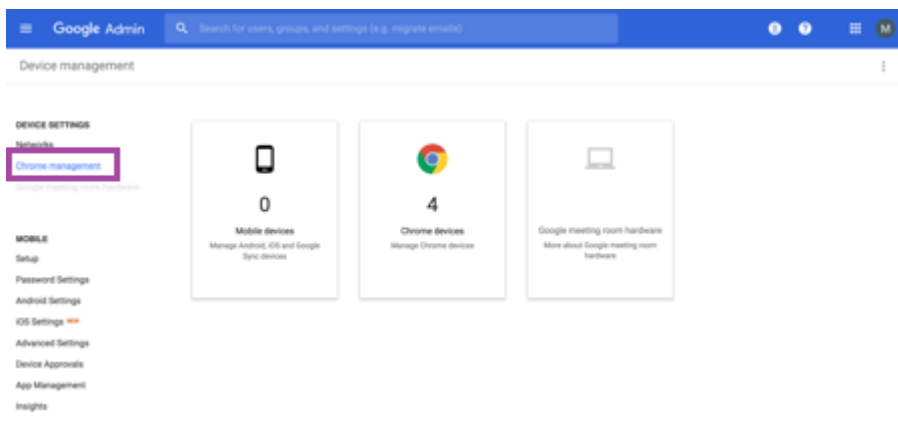 Google Admin
Search for users, groups, and settings (e.g. migrate emails)
M
Device management
DEVICE SETTINGS
Networks
Chrome management
Google meeting room hardware
MOBILE
Setup
Password Settings
Android Settings
iOS Settings NEW
Advanced Settings
Device Approvals
App Management
Insights
0
Mobile devices
Manage Android, iOS and Google
Sync devices
4
Chrome devices
Manage Chrome devices
Google meeting room hardware
More about Google meeting room
hardware